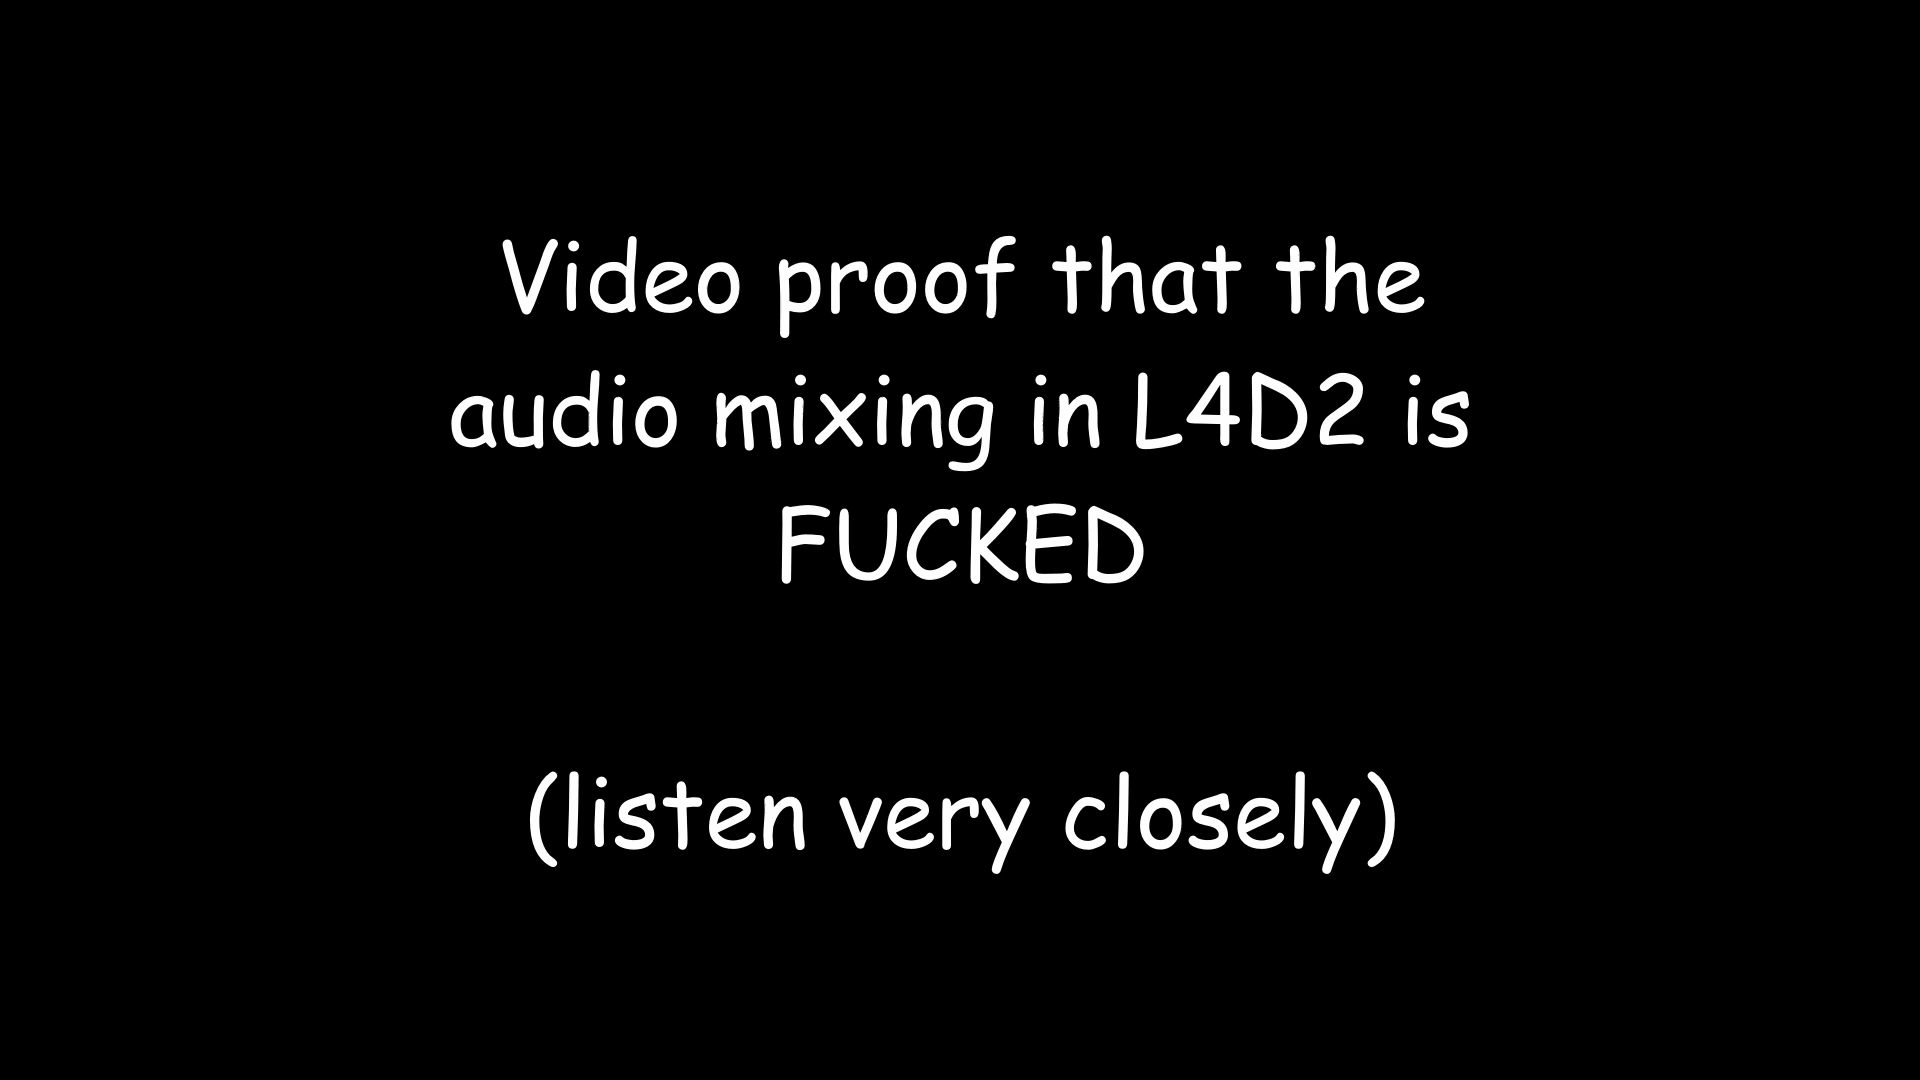 Video proof that the
audio mixing in L4D2 is
FUCKED
(listen very closely)